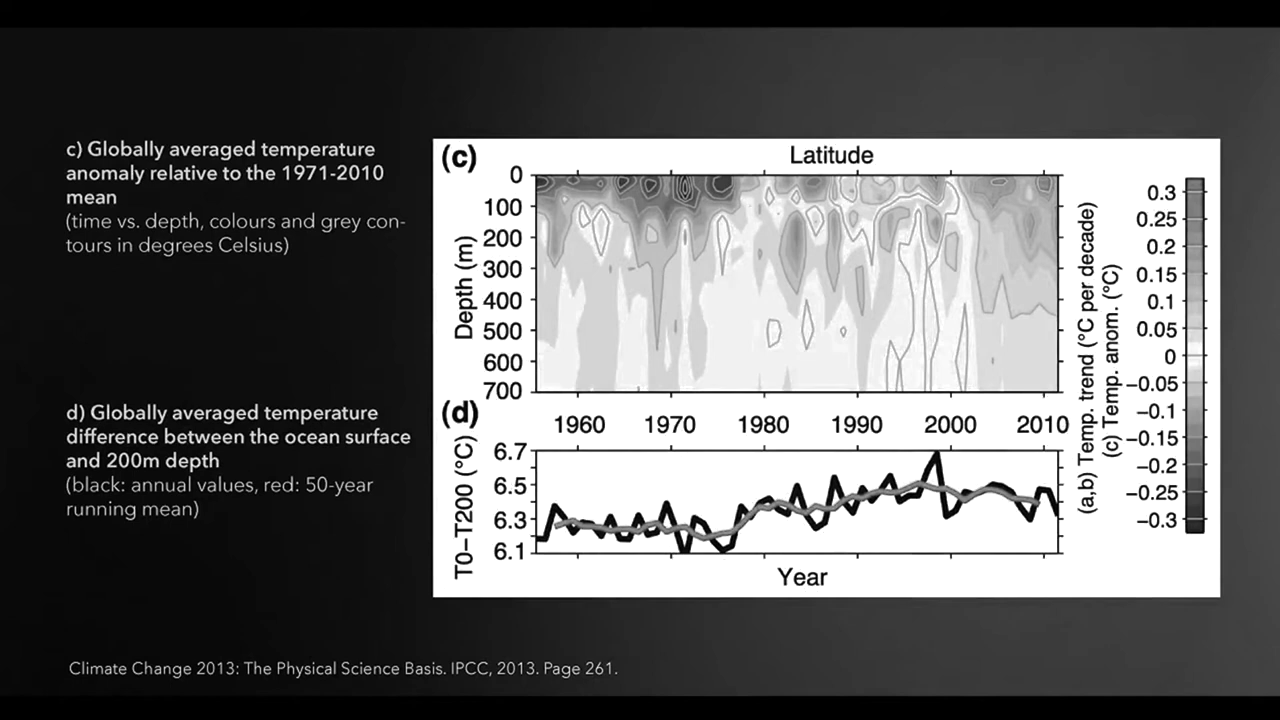 c) Globally averaged temperature
anomaly relative to the 1971-2010
mean
(time vs. depth, colours and grey con-
tours in degrees Celsius)
d) Globally averaged temperature
difference between the ocean surface
and 200m depth
(black: annual values, red: 50-year
running mean)
(c)
Latitude
Depth (m)
0
100
200
300
400
500
600
700
1960 1970 1980 1990 2000 2010
(d)
T0−T200 (°C)
6.7
6.5
6.3
6.1
Year
(a,b) Temp. trend (°C per decade)
(c) Temp. anom. (°C)
0.3
0.25
0.2
0.15
0.1
0.05
0
−0.05
−0.1
−0.15
−0.2
−0.25
−0.3
Climate Change 2013: The Physical Science Basis. IPCC, 2013. Page 261.